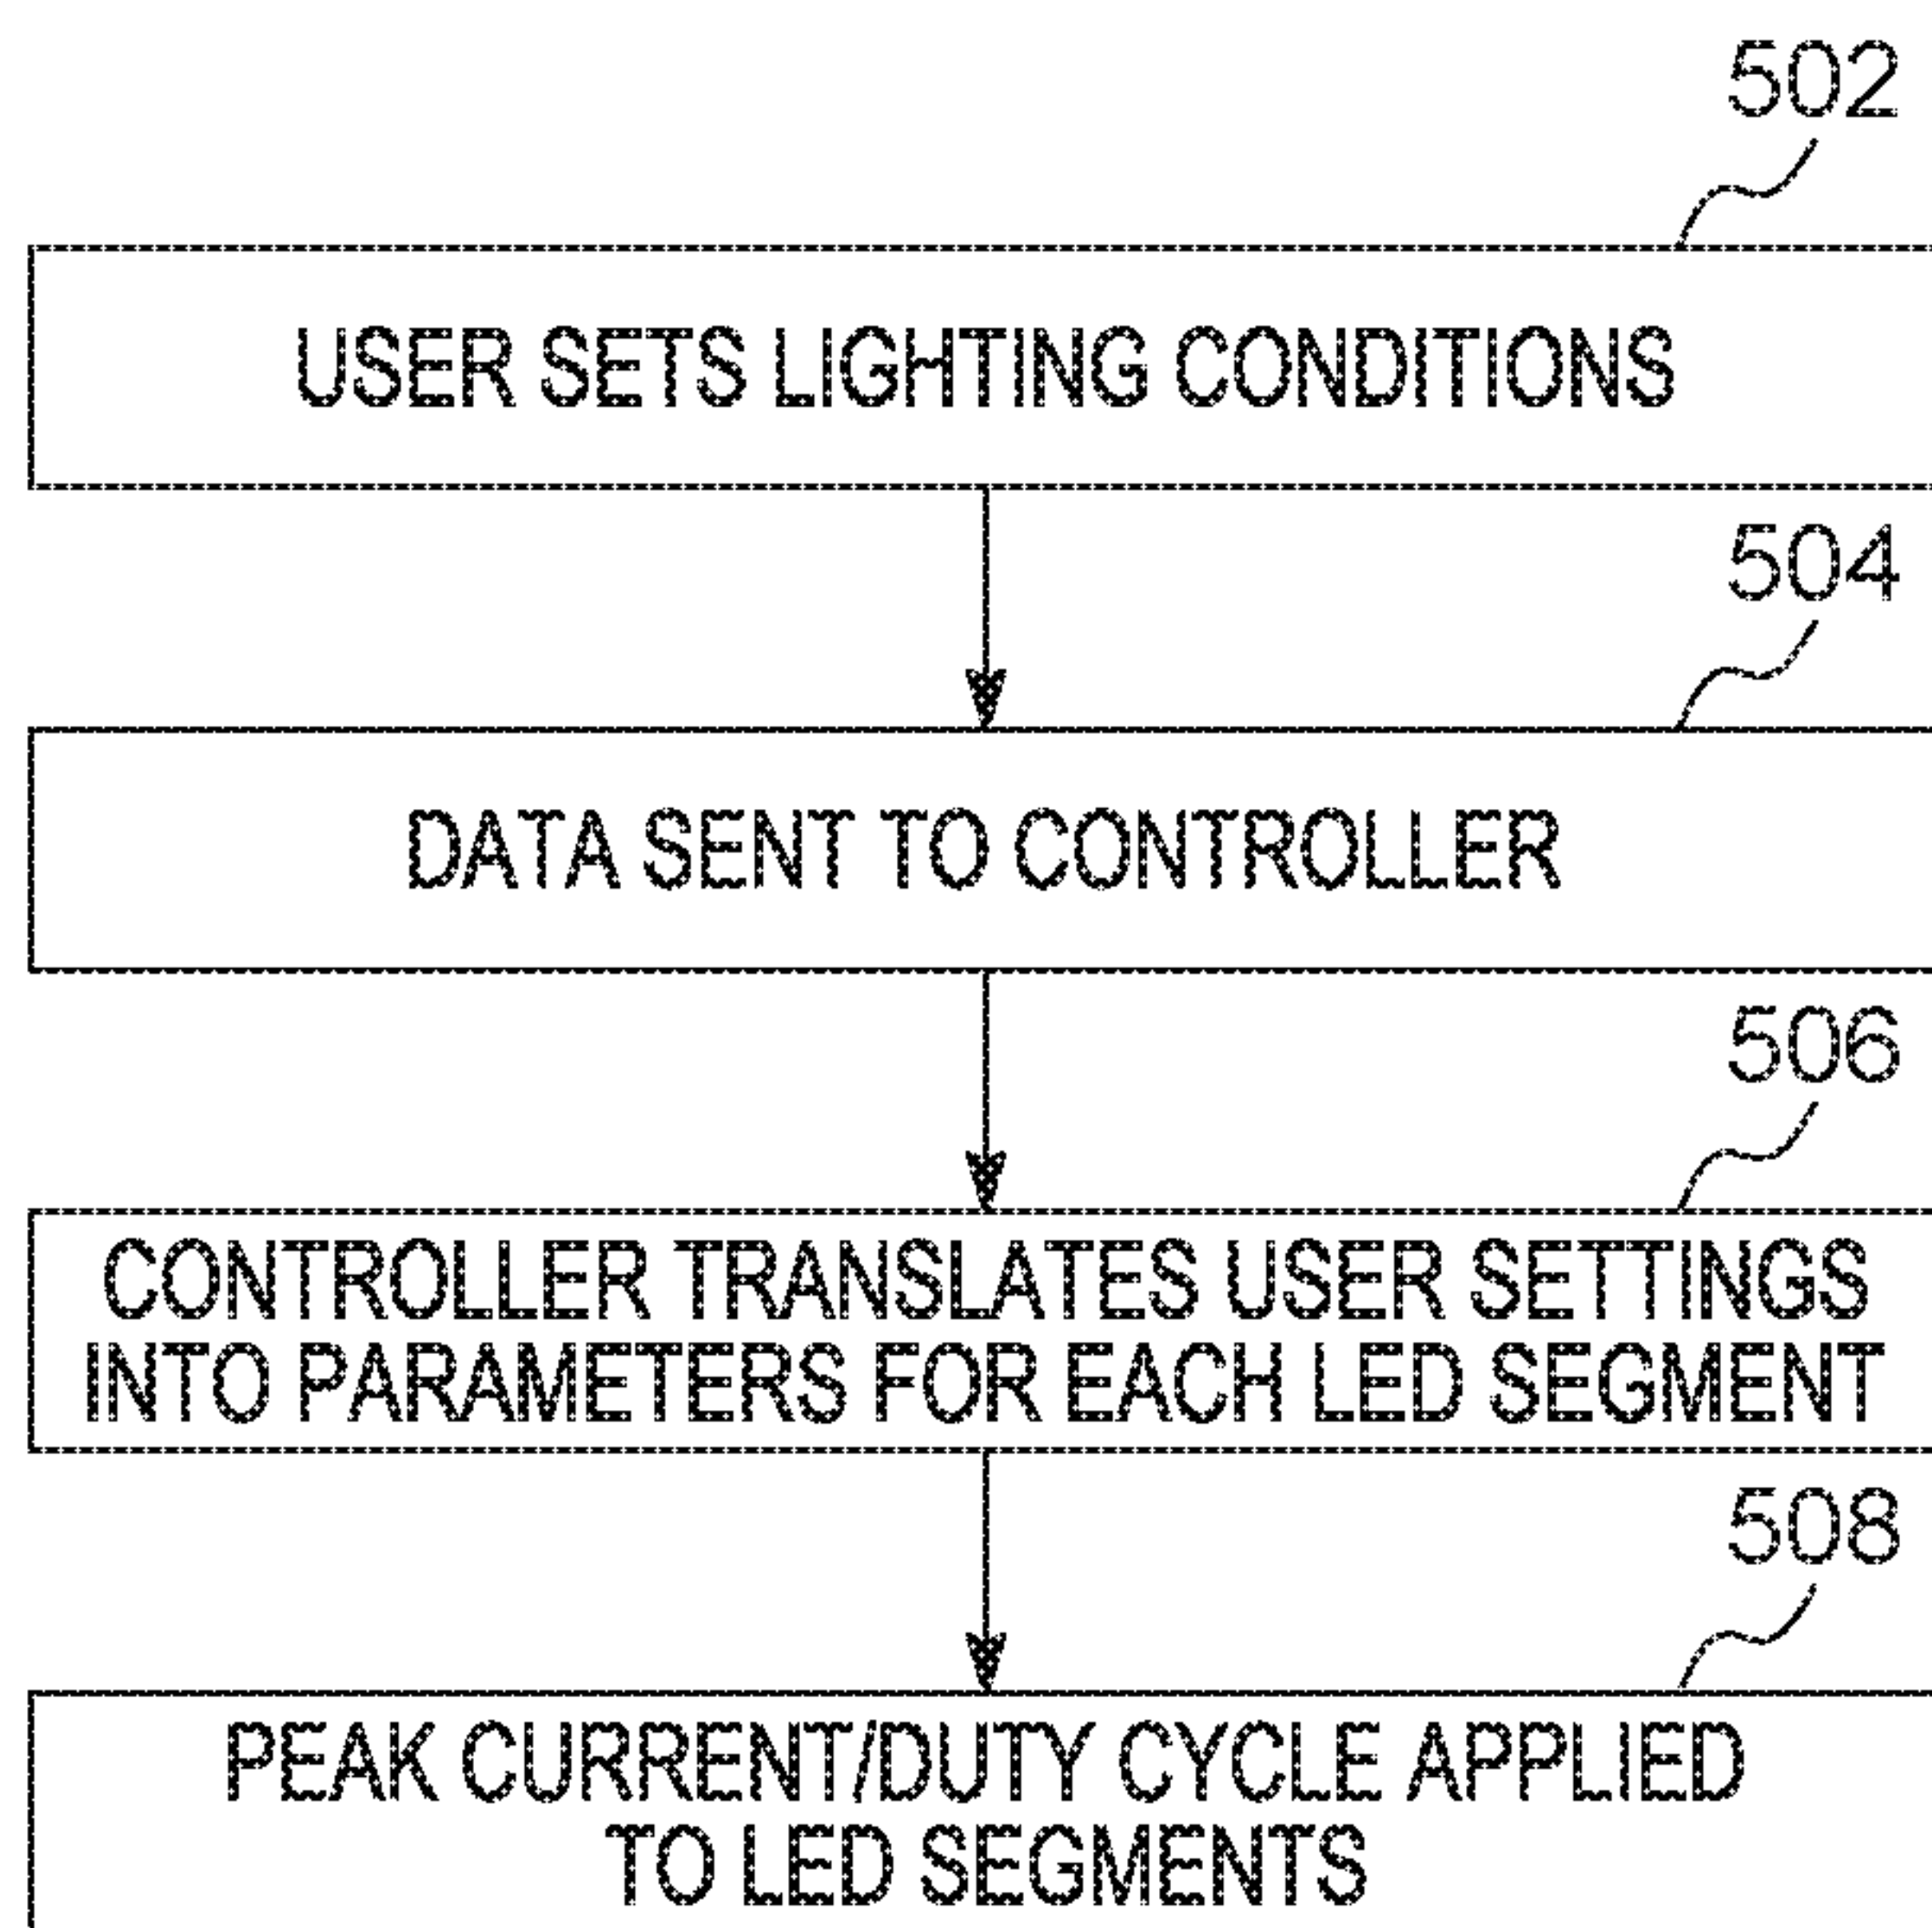 502
USER SETS LIGHTING CONDITIONS
504
DATA SENT TO CONTROLLER
506
CONTROLLER TRANSLATES USER SETTINGS
INTO PARAMETERS FOR EACH LED SEGMENT
508
PEAK CURRENT/DUTY CYCLE APPLIED
TO LED SEGMENTS